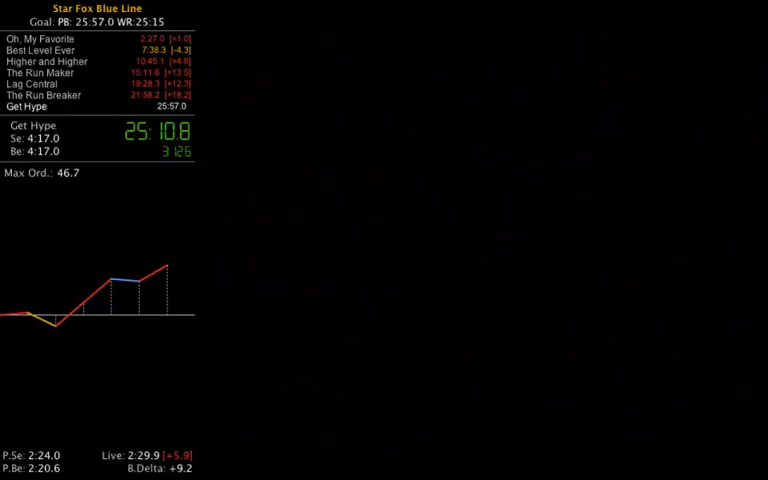 Star Fox Blue Line
Goal: PB: 25:57.0 WR:25:15
Oh, My Favorite 2:27.0 [+1.0]
Best Level Ever 7:38.3 [-4.3]
Higher and Higher 10:45.1 [+4.8]
The Run Maker 15:11.6 [+13.5]
Lag Central 19:28.3 [+12.3]
The Run Breaker 21:58.2 [+18.2]
Get Hype 25:57.0
Get Hype 25:10.8
Se: 4:17.0
Be: 4:17.0 3 12.6
Max Ord.: 46.7
P.Se: 2:24.0 Live: 2:29.9 [+5.9]
P.Be: 2:20.6 B.Delta: +9.2